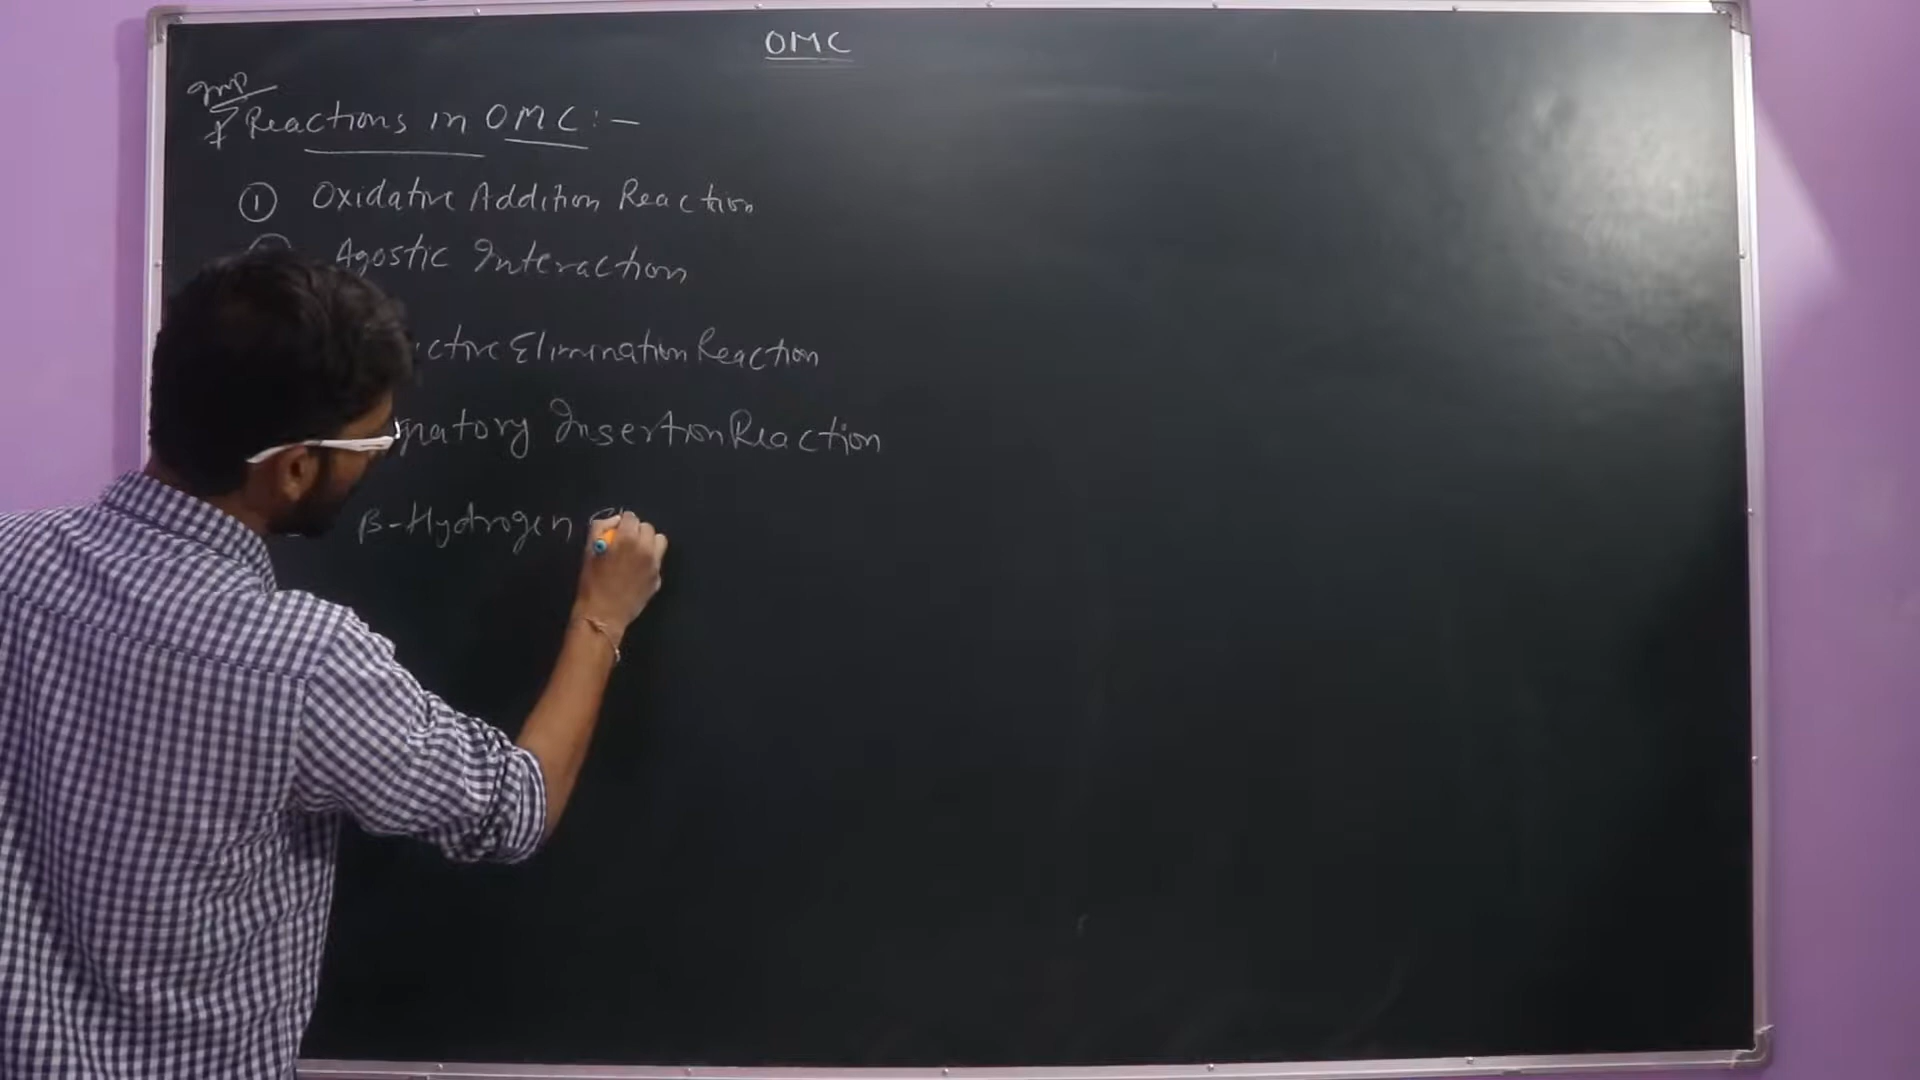 OMC
Imp
* Reactions in OMC:-
① Oxidative Addition Reaction
Agostic Interaction
ctive Elimination Reaction
gratory Insertion Reaction
β-Hydrogen